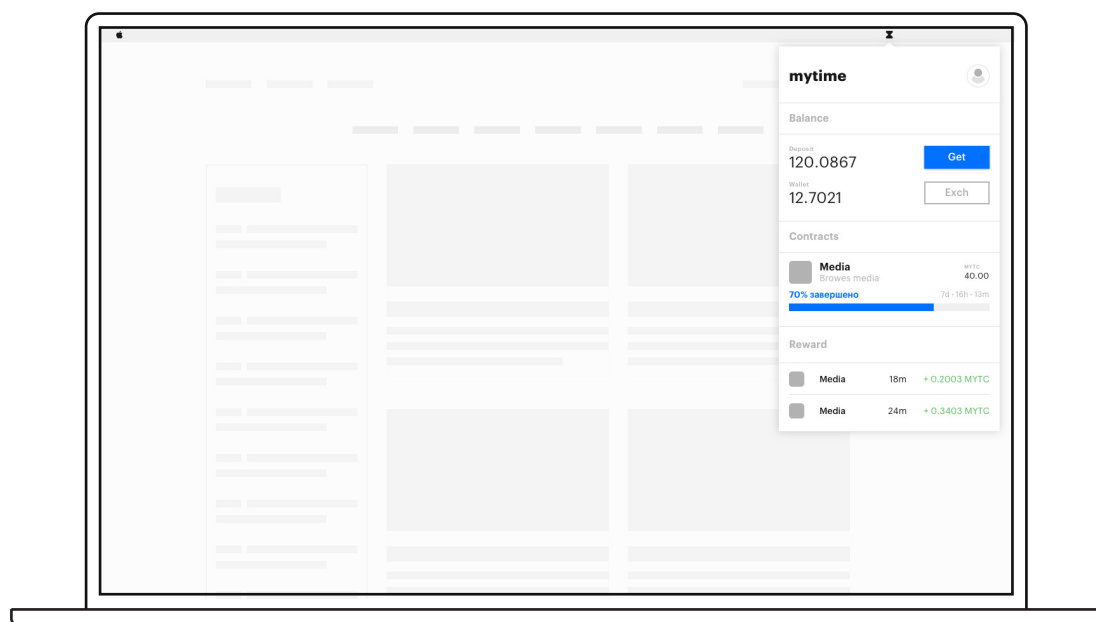 mytime
Balance
Deposit
120.0867
Get
Wallet
12.7021
Exch
Contracts
Media
Browes media
MYTC
40.00
70% завершено
7d - 16h - 13m
Reward
Media 18m + 0.2003 MYTC
Media 24m + 0.3403 MYTC